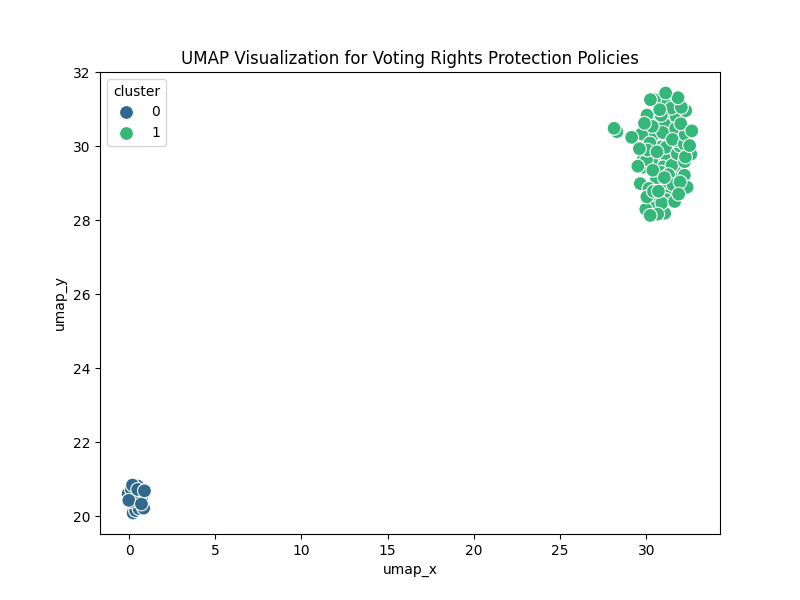 UMAP Visualization for Voting Rights Protection Policies
cluster
0
1
32
30
28
26
24
22
20
umap_y
0 5 10 15 20 25 30
umap_x